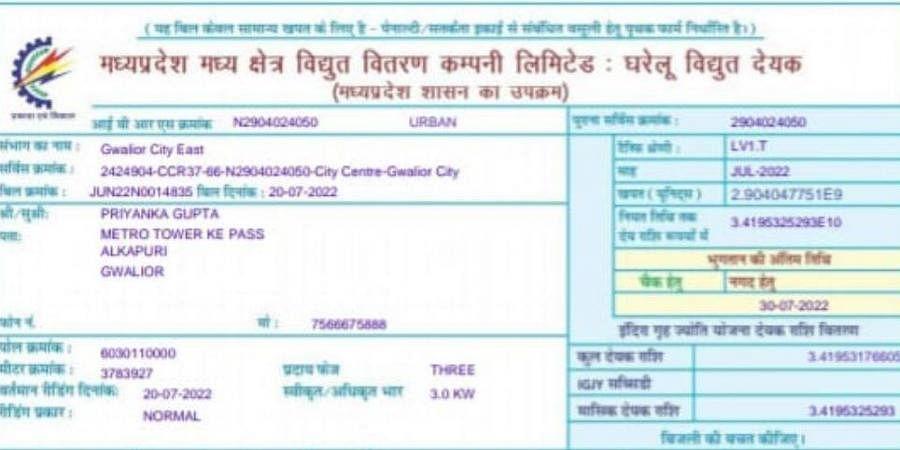 ( यह बिल केवल सामान्य खपत के लिए है - पेनाल्टी/सतर्कता इकाई से संबंधित वसूली हेतु पृथक फार्म निर्धारित है।)
मध्यप्रदेश मध्य क्षेत्र विद्युत वितरण कम्पनी लिमिटेड : घरेलू विद्युत देयक
(मध्यप्रदेश शासन का उपक्रम)
आई वी आर एस क्रमांक N2904024050 URBAN
पुराना सर्विस क्रमांक : 2904024050
संभाग का नाम : Gwalior City East
टैरिफ श्रेणी : LV1.T
सर्विस क्रमांक : 2424904-CCR37-66-N2904024050-City Centre-Gwalior City
माह JUL-2022
बिल क्रमांक : JUN22N0014835 बिल दिनांक : 20-07-2022
खपत ( यूनिट्स ) 2.904047751E9
श्री/सुश्री: PRIYANKA GUPTA
नियत तिथि तक
देय राशि रूपयों में 3.4195325293E10
पता: METRO TOWER KE PASS
ALKAPURI
GWALIOR
भुगतान की अंतिम तिथि
चैक हेतु नगद हेतु
30-07-2022
फोन नं. मो : 7566675888
इंदिरा गृह ज्योति योजना देयक राशि वितरण
पोल क्रमांक : 6030110000
कुल देयक राशि 3.41953176605
मीटर क्रमांक : 3783927 प्रदाय फेज THREE
IGJY सब्सिडी
वर्तमान रीडिंग दिनांक: 20-07-2022 स्वीकृत/अधिकृत भार 3.0 KW
रीडिंग प्रकार : NORMAL
मासिक देयक राशि 3.4195325293
बिजली की बचत कीजिए।